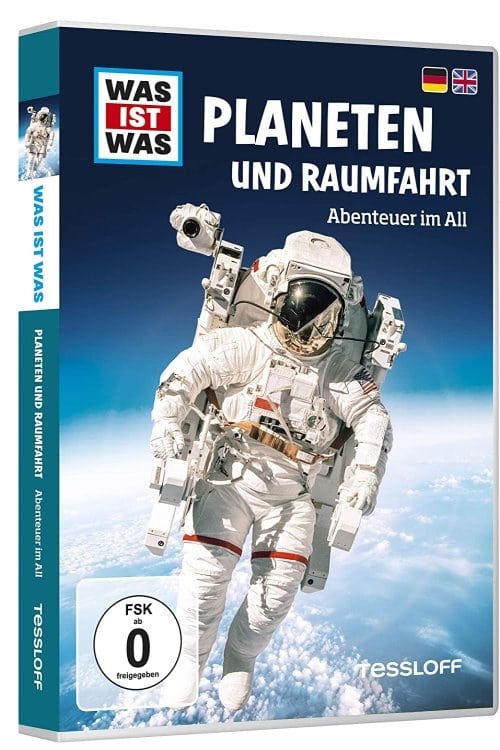 WAS
IST
WAS
PLANETEN
UND RAUMFAHRT
Abenteuer im All
FSK
ab
0
freigegeben
TESSLOFF
WAS IST WAS
PLANETEN UND RAUMFAHRT
Abenteuer im All
TESSLOFF